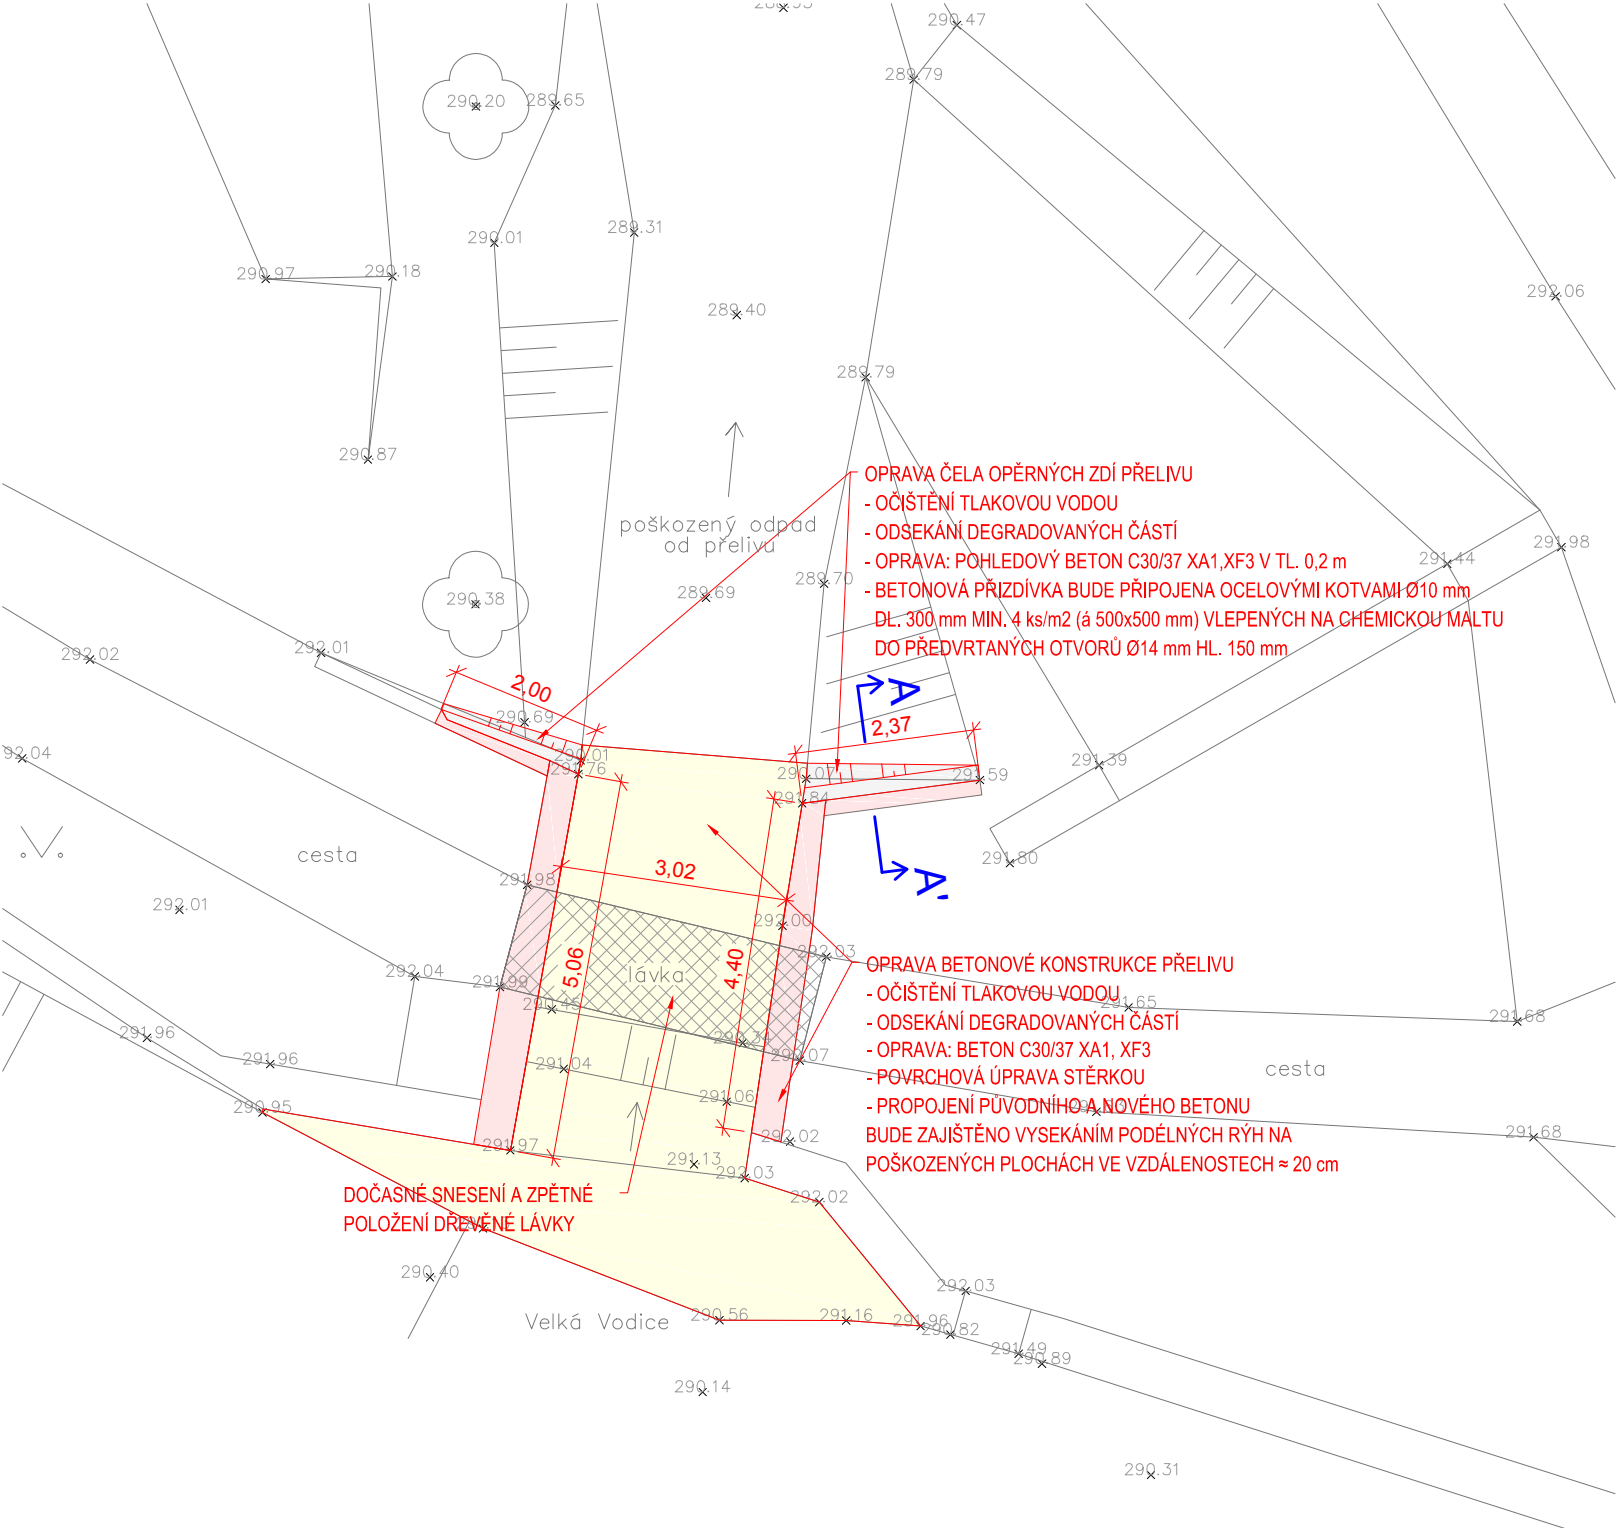 290.47
289.79
290.20
289.65
290.01
289.31
290.97
290.18
292.06
289.40
289.79
290.87
OPRAVA ČELA OPĚRNÝCH ZDÍ PŘELIVU
- OČIŠTĚNÍ TLAKOVOU VODOU
- ODSEKÁNÍ DEGRADOVANÝCH ČÁSTÍ
- OPRAVA: POHLEDOVÝ BETON C30/37 XA1,XF3 V TL. 0,2 m
- BETONOVÁ PŘIZDÍVKA BUDE PŘIPOJENA OCELOVÝMI KOTVAMI Ø10 mm
DL. 300 mm MIN. 4 ks/m2 (á 500x500 mm) VLEPENÝCH NA CHEMICKOU MALTU
DO PŘEDVRTANÝCH OTVORŮ Ø14 mm HL. 150 mm
poškozený odpad
od přelivu
291.98
291.44
289.70
289.69
290.38
292.01
292.02
2,00
A
290.69
2,37
92.04
290.01
291.76
290.07
291.59
291.39
291.84
cesta
291.80
3,02
A'
291.98
292.01
292.00
292.03
5,06
4,40
lávka
292.04
291.99
290.45
OPRAVA BETONOVÉ KONSTRUKCE PŘELIVU
- OČIŠTĚNÍ TLAKOVOU VODOU
- ODSEKÁNÍ DEGRADOVANÝCH ČÁSTÍ
- OPRAVA: BETON C30/37 XA1, XF3
- POVRCHOVÁ ÚPRAVA STĚRKOU
- PROPOJENÍ PŮVODNÍHO A NOVÉHO BETONU
BUDE ZAJIŠTĚNO VYSEKÁNÍM PODÉLNÝCH RÝH NA
POŠKOZENÝCH PLOCHÁCH VE VZDÁLENOSTECH ≈ 20 cm
291.65
291.68
291.96
290.34
291.96
291.04
292.07
cesta
291.06
290.95
291.68
291.97
292.02
291.13
292.03
DOČASNÉ SNESENÍ A ZPĚTNÉ
POLOŽENÍ DŘEVĚNÉ LÁVKY
292.02
290.40
292.03
Velká Vodice
290.56
291.16
291.96
290.82
291.49
290.89
290.14
290.31